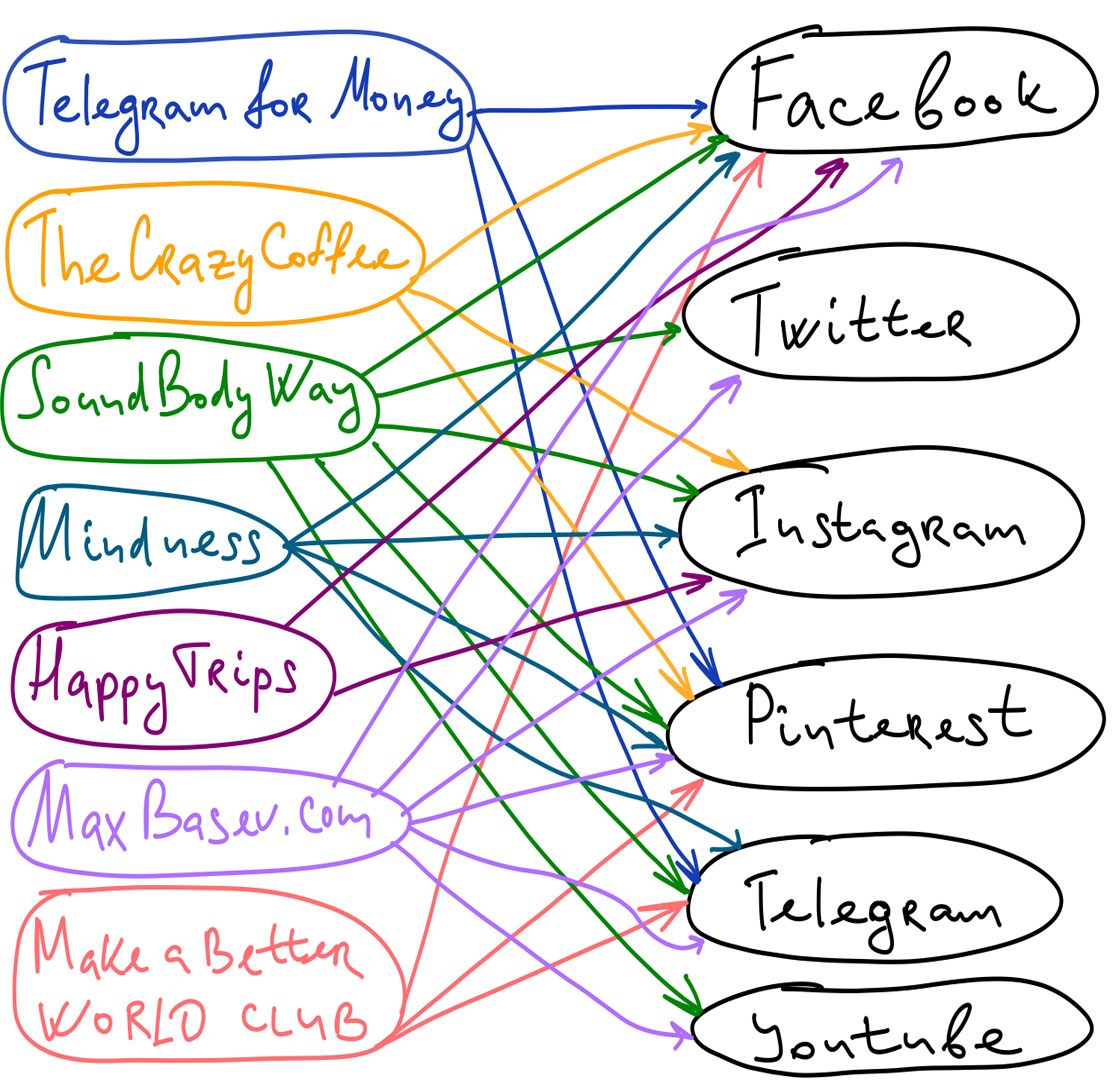 Telegram for Money
The Crazy Coffee
Sound Body Way
Mindness
Happy Trips
Max Basev.com
Make a Better
WORLD CLUB
Facebook
Twitter
Instagram
Pinterest
Telegram
Youtube